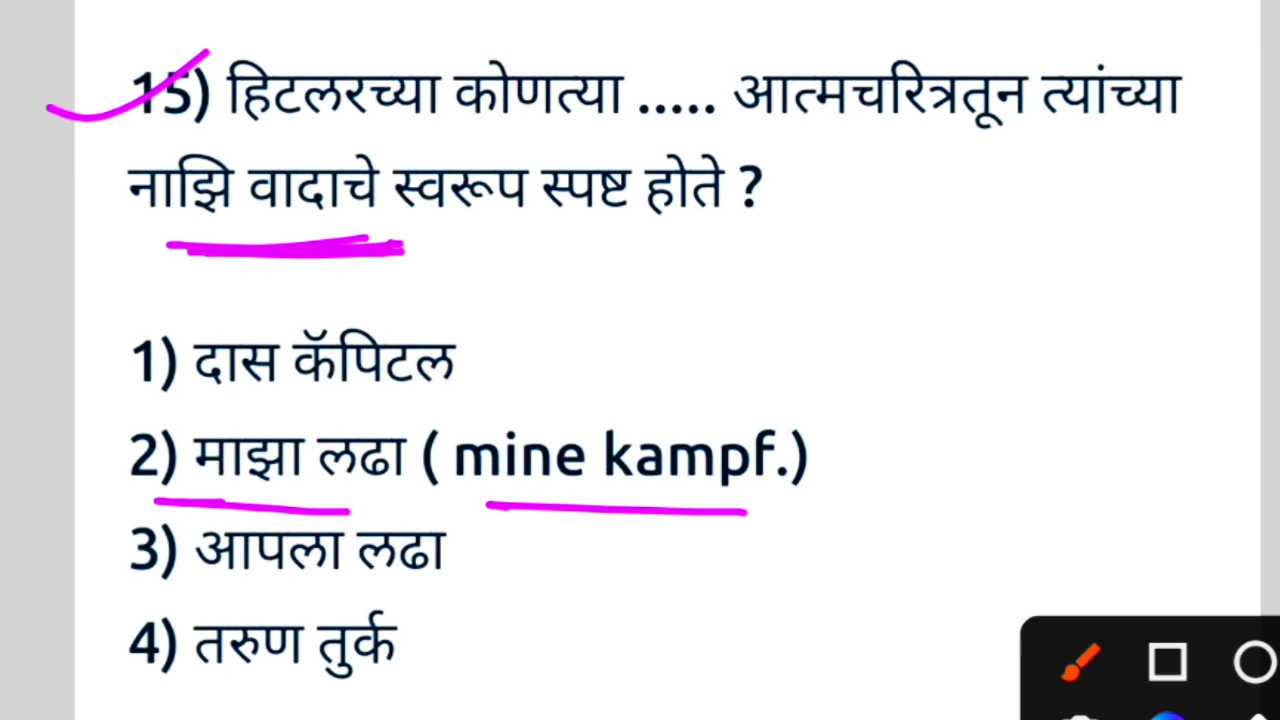 15) हिटलरच्या कोणत्या ..... आत्मचरित्रतून त्यांच्या
नाझि वादाचे स्वरूप स्पष्ट होते ?
1) दास कॅपिटल
2) माझा लढा ( mine kampf.)
3) आपला लढा
4) तरुण तुर्क